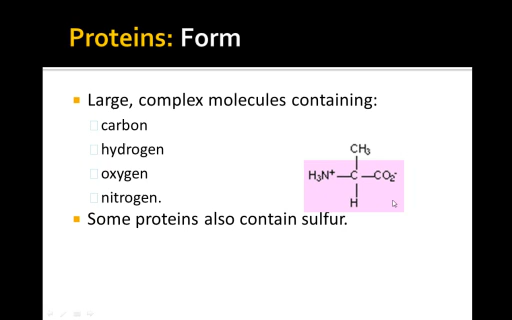 Proteins: Form
Large, complex molecules containing:
carbon
hydrogen
oxygen
nitrogen.
Some proteins also contain sulfur.
CH₃
H₃N⁺—C—CO₂⁻
H